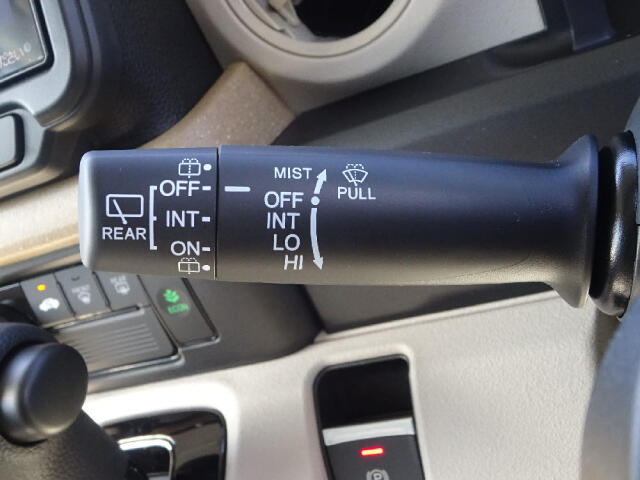 MIST
OFF
OFF
PULL
INT
INT
REAR
LO
ON
HI
ECON
P